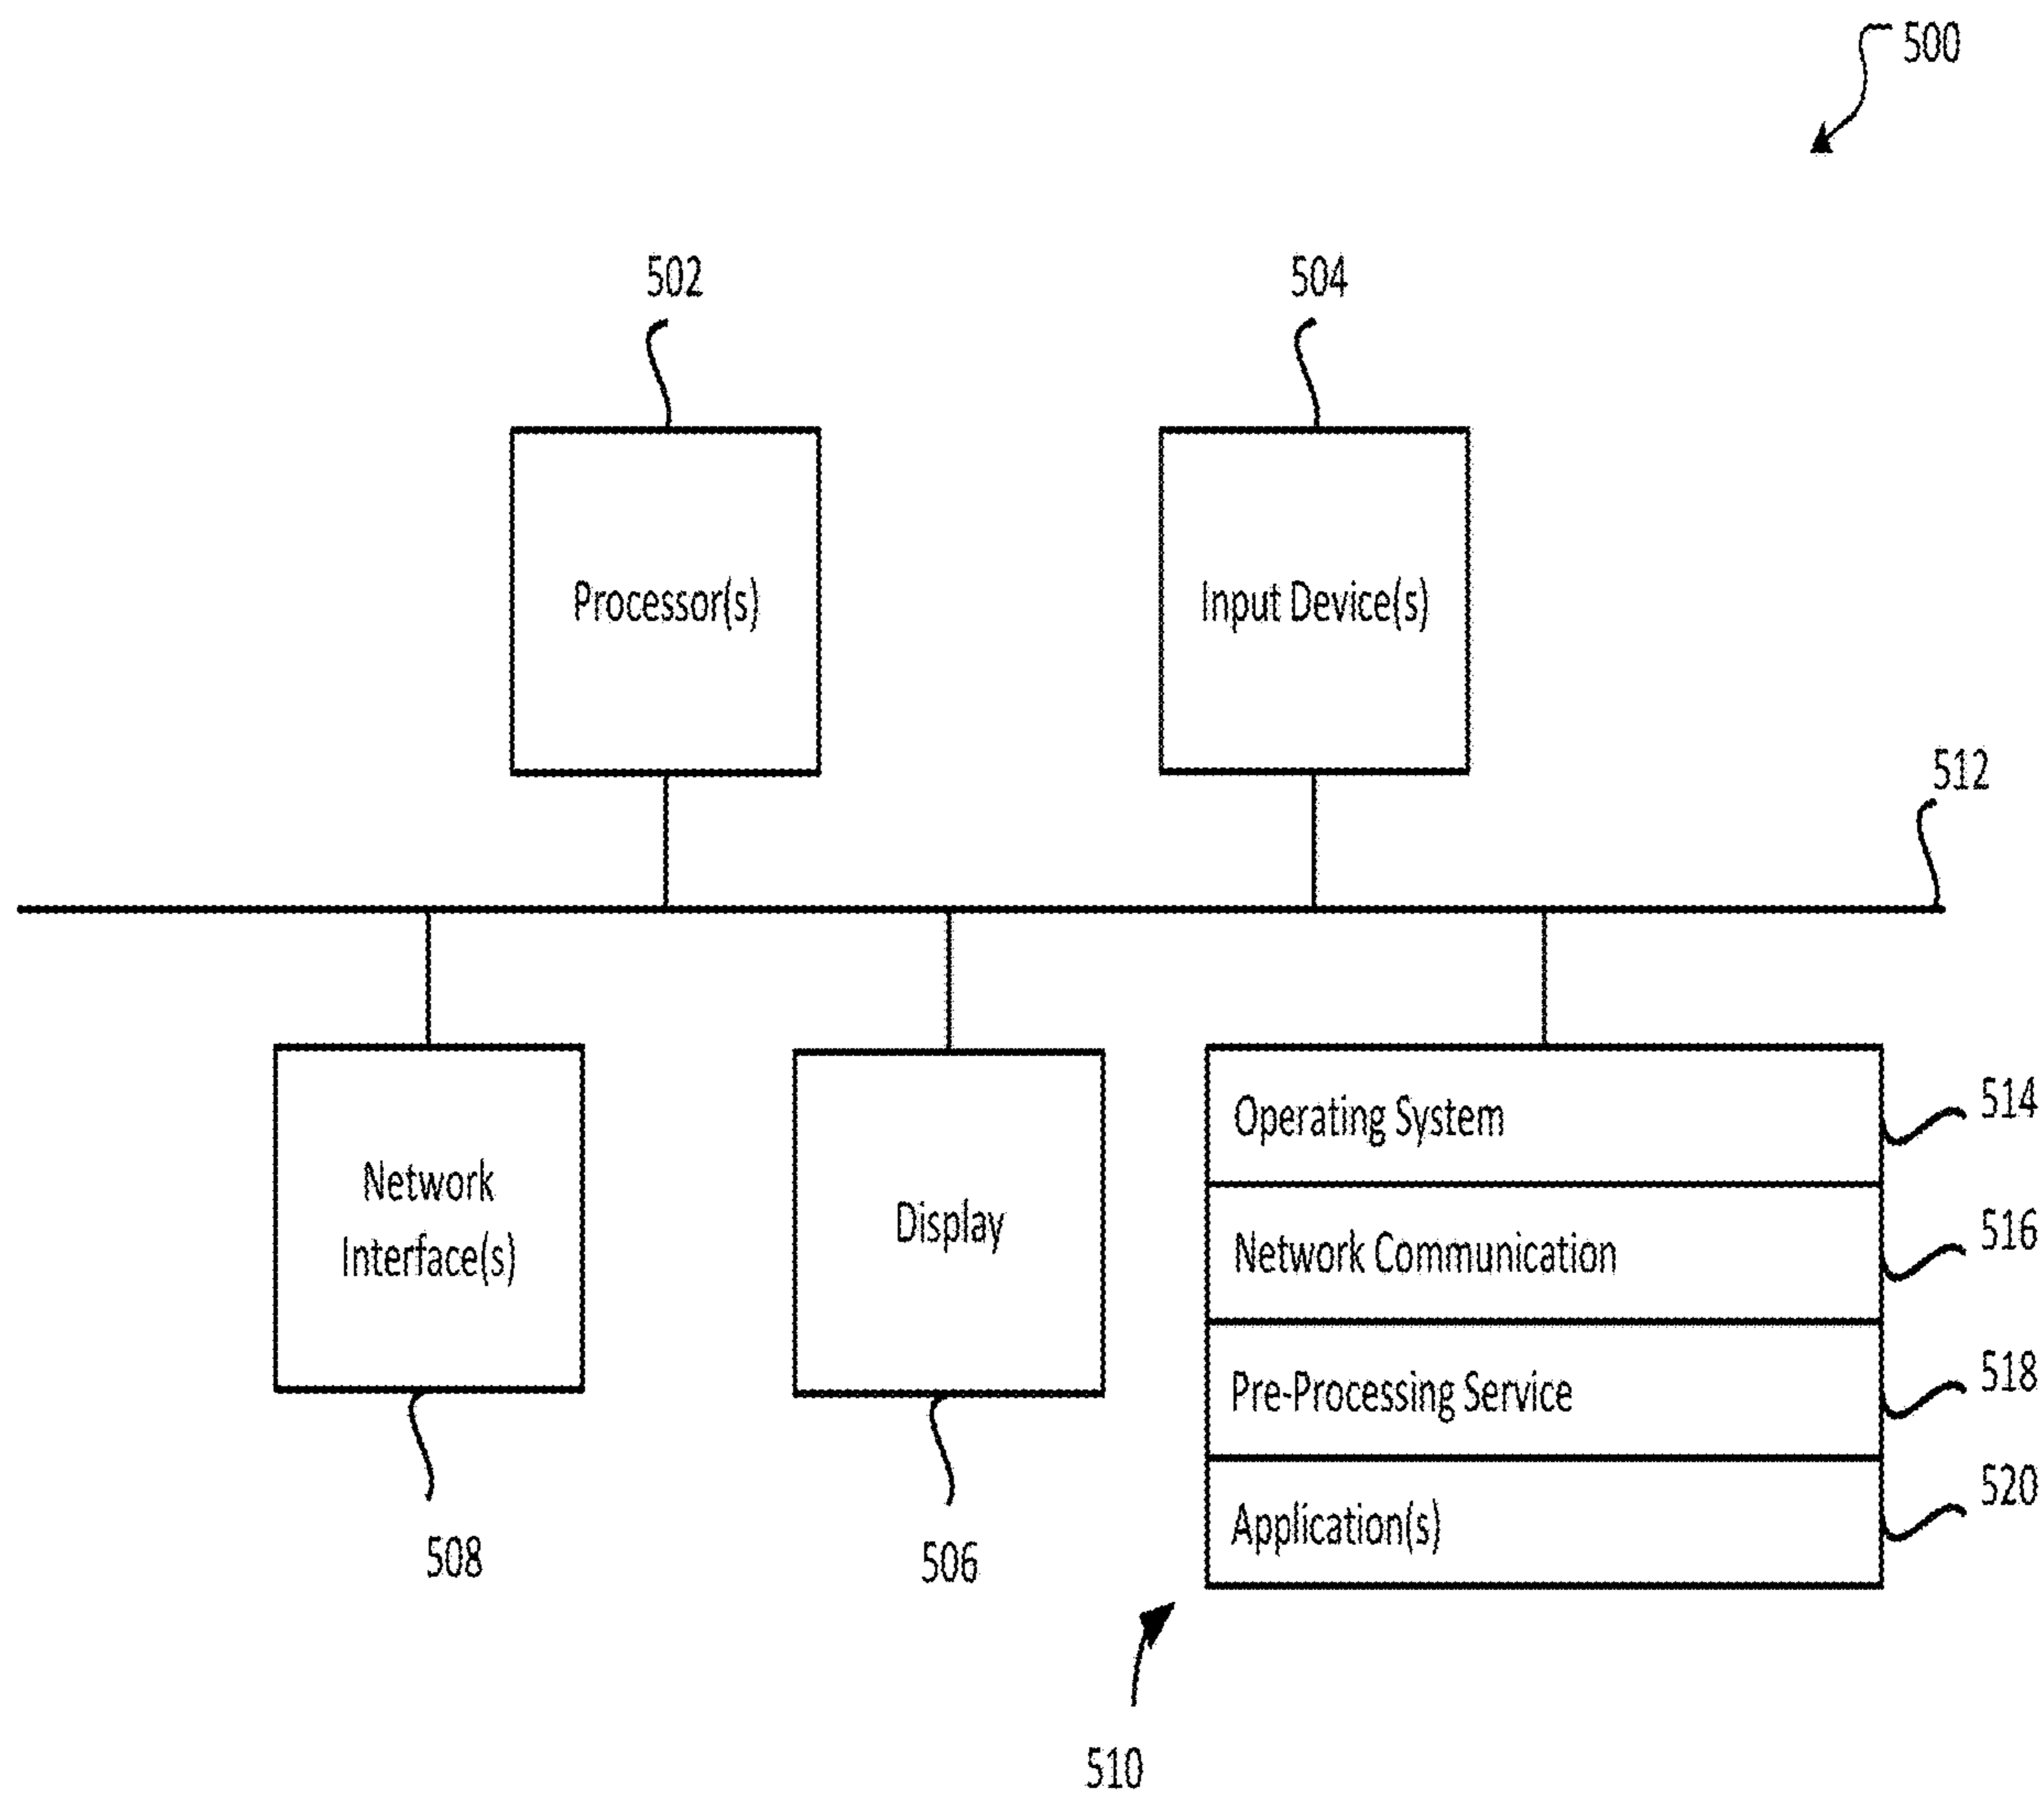 500
502
504
Processor(s)
Input Device(s)
512
Network
Interface(s)
Display
Operating System
514
Network Communication
516
Pre-Processing Service
518
Application(s)
520
508
506
510